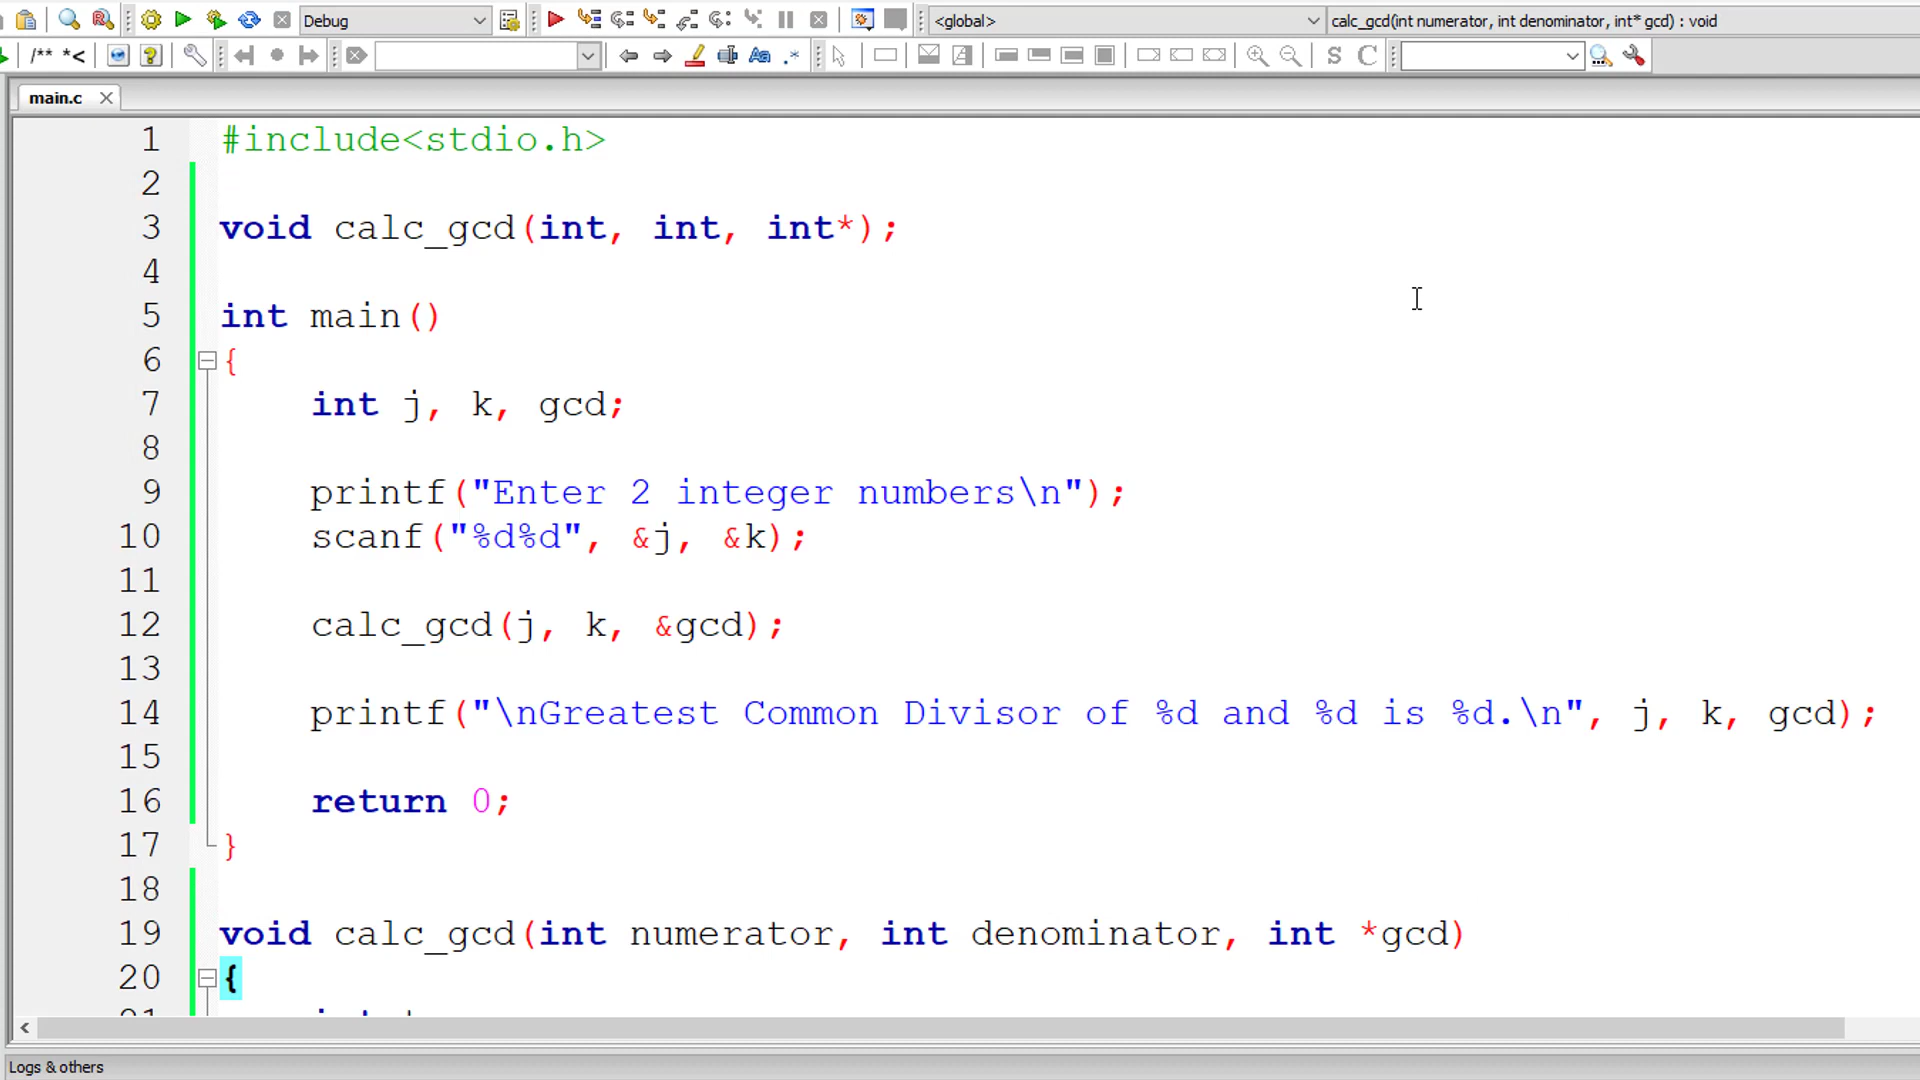 Debug
<global>
calc_gcd(int numerator, int denominator, int* gcd) : void
/** *<
Aa .*
S C
main.c
1 #include<stdio.h>
2
3 void calc_gcd(int, int, int*);
4
5 int main()
6 {
7 int j, k, gcd;
8
9 printf("Enter 2 integer numbers\n");
10 scanf("%d%d", &j, &k);
11
12 calc_gcd(j, k, &gcd);
13
14 printf("\nGreatest Common Divisor of %d and %d is %d.\n", j, k, gcd);
15
16 return 0;
17 }
18
19 void calc_gcd(int numerator, int denominator, int *gcd)
20 {
Logs & others